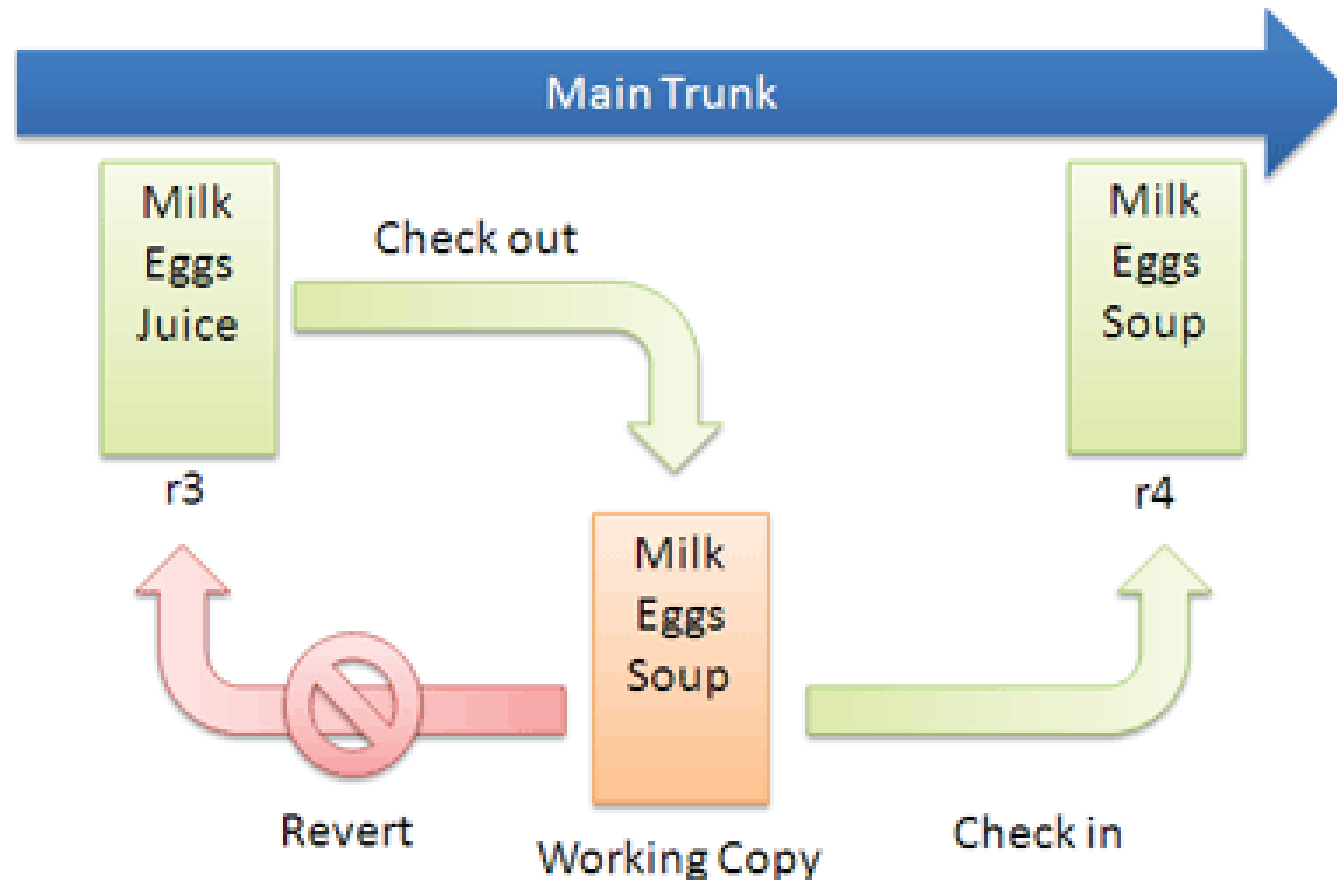 Main Trunk
Milk
Eggs
Juice
r3
Check out
Milk
Eggs
Soup
Working Copy
Revert
Check in
Milk
Eggs
Soup
r4